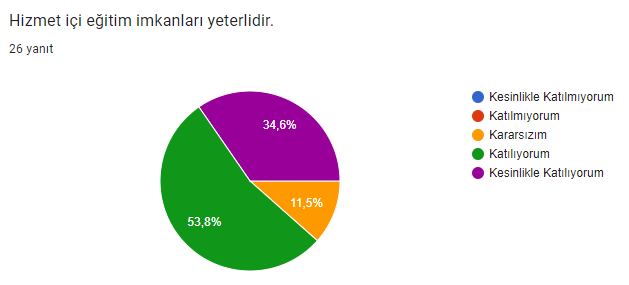 Hizmet içi eğitim imkanları yeterlidir.
26 yanıt
34,6%
11,5%
53,8%
Kesinlikle Katılmıyorum
Katılmıyorum
Kararsızım
Katılıyorum
Kesinlikle Katılıyorum